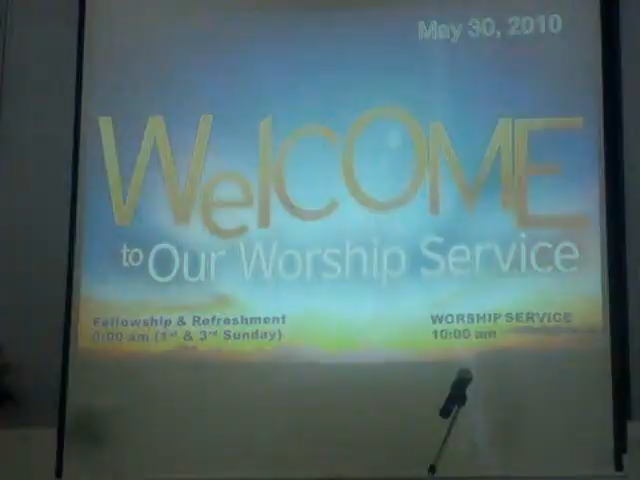 May 30, 2010
WelCOME
to Our Worship Service
Fellowship & Refreshment
WORSHIP SERVICE
am (1st & 3rd Sunday)
10:00 am